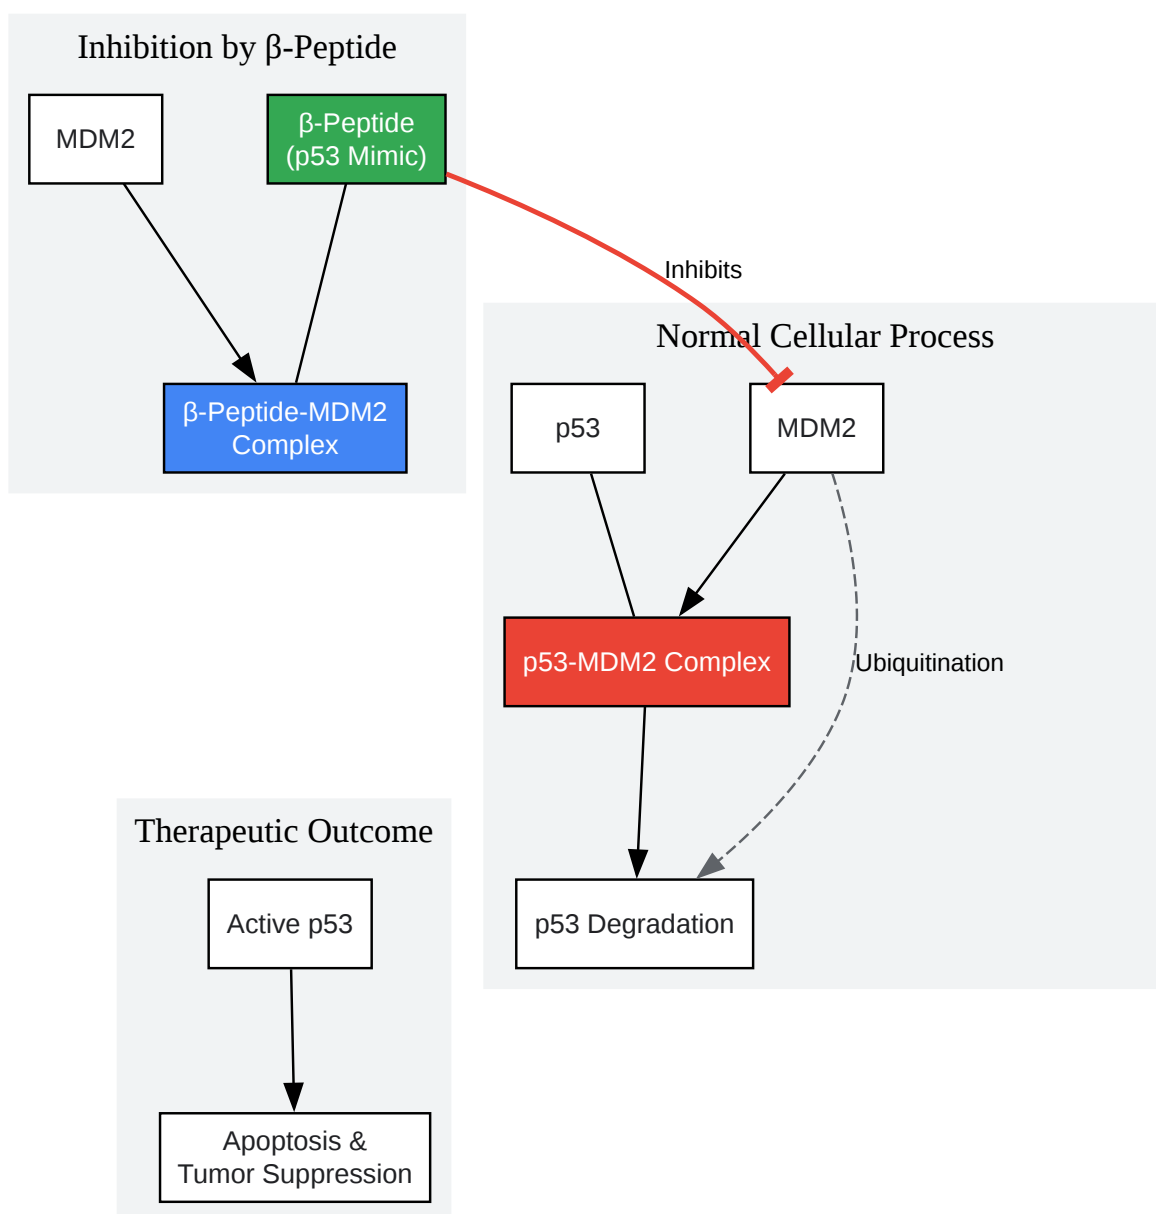 Inhibition by β-Peptide
MDM2
β-Peptide
(p53 Mimic)
Inhibits
β-Peptide-MDM2
Complex
Normal Cellular Process
p53
MDM2
p53-MDM2 Complex
Ubiquitination
p53 Degradation
Therapeutic Outcome
Active p53
Apoptosis &
Tumor Suppression